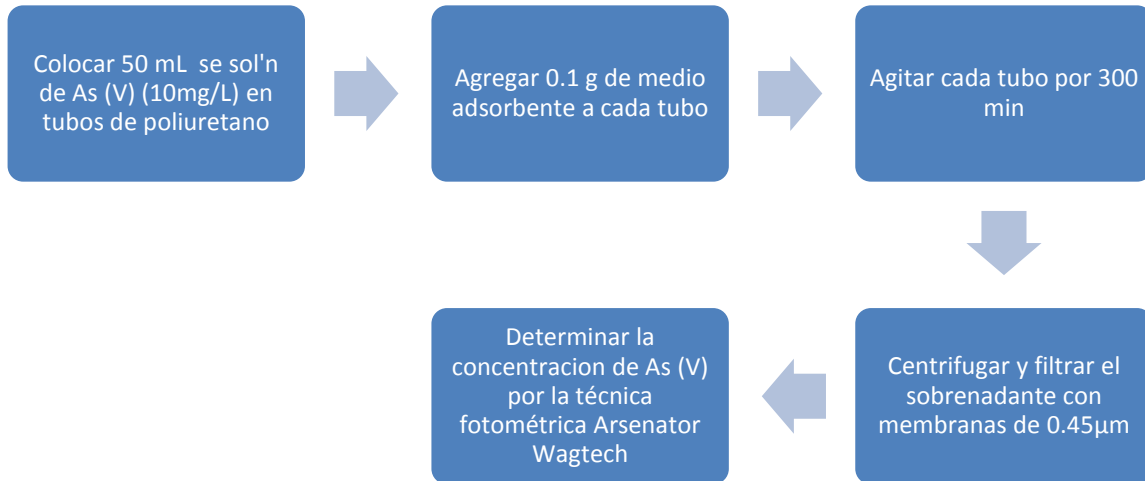 Colocar 50 mL  se sol'n
de As (V) (10mg/L) en
tubos de poliuretano
Agregar 0.1 g de medio
adsorbente a cada tubo
Agitar cada tubo por 300
min
Centrifugar y filtrar el
sobrenadante con
membranas de 0.45µm
Determinar la
concentracion de As (V)
por la técnica
fotométrica Arsenator
Wagtech